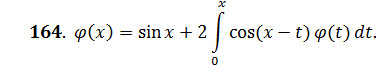 164. φ(x) = sin x + 2 ∫₀ˣ cos(x − t) φ(t) dt.